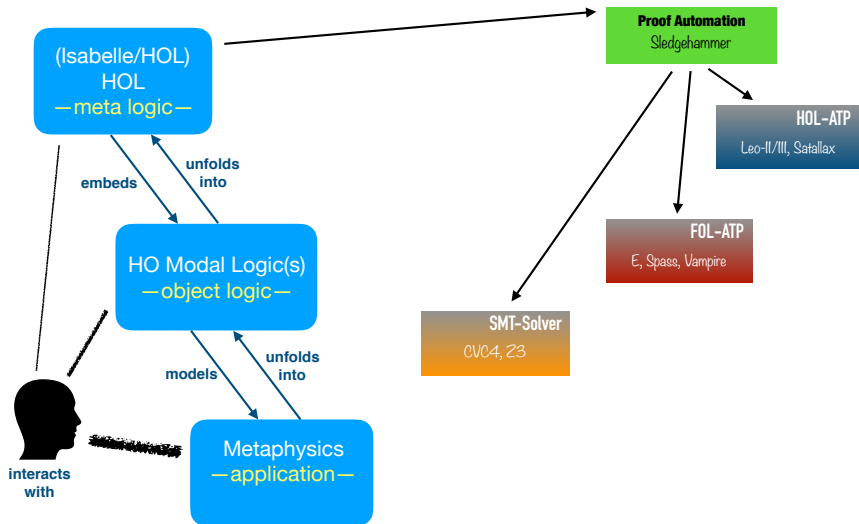 (Isabelle/HOL)
HOL
—meta logic—
embeds
unfolds
into
HO Modal Logic(s)
—object logic—
models
unfolds
into
Metaphysics
—application—
interacts
with
Proof Automation
Sledgehammer
HOL-ATP
Leo-II/III, Satallax
FOL-ATP
E, Spass, Vampire
SMT-Solver
CVC4, Z3